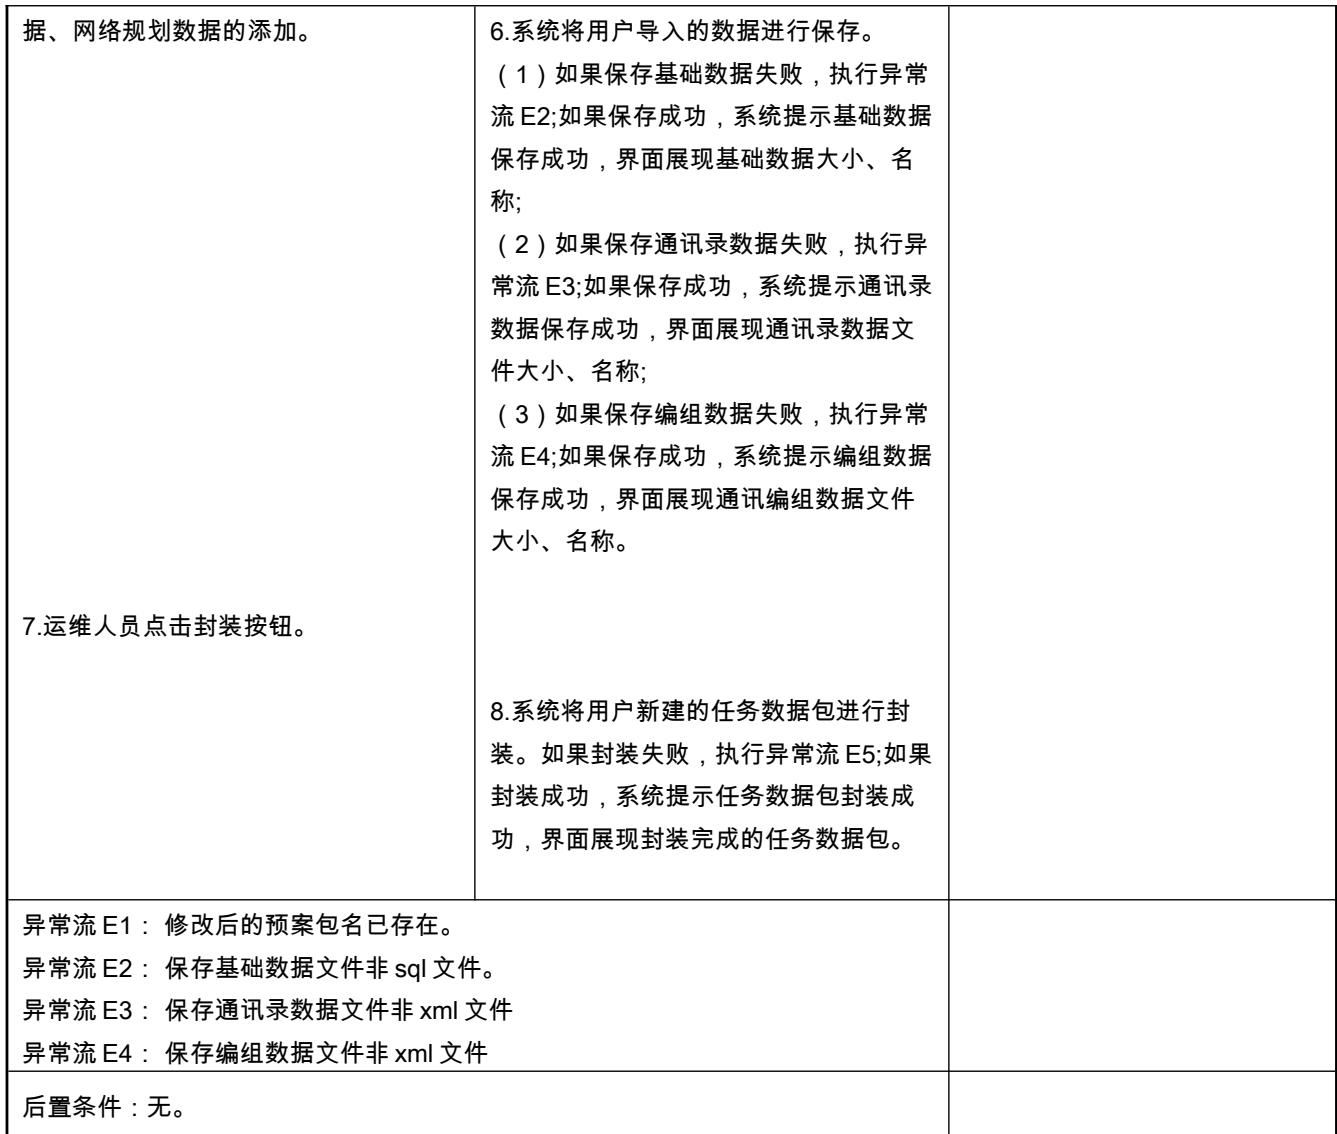 据、网络规划数据的添加。
6.系统将用户导入的数据进行保存。
（1）如果保存基础数据失败，执行异常
流 E2;如果保存成功，系统提示基础数据
保存成功，界面展现基础数据大小、名
称;
（2）如果保存通讯录数据失败，执行异
常流 E3;如果保存成功，系统提示通讯录
数据保存成功，界面展现通讯录数据文
件大小、名称;
（3）如果保存编组数据失败，执行异常
流 E4;如果保存成功，系统提示编组数据
保存成功，界面展现通讯编组数据文件
大小、名称。
7.运维人员点击封装按钮。
8.系统将用户新建的任务数据包进行封
装。如果封装失败，执行异常流 E5;如果
封装成功，系统提示任务数据包封装成
功，界面展现封装完成的任务数据包。
异常流 E1： 修改后的预案包名已存在。
异常流 E2： 保存基础数据文件非 sql 文件。
异常流 E3： 保存通讯录数据文件非 xml 文件
异常流 E4： 保存编组数据文件非 xml 文件
后置条件：无。